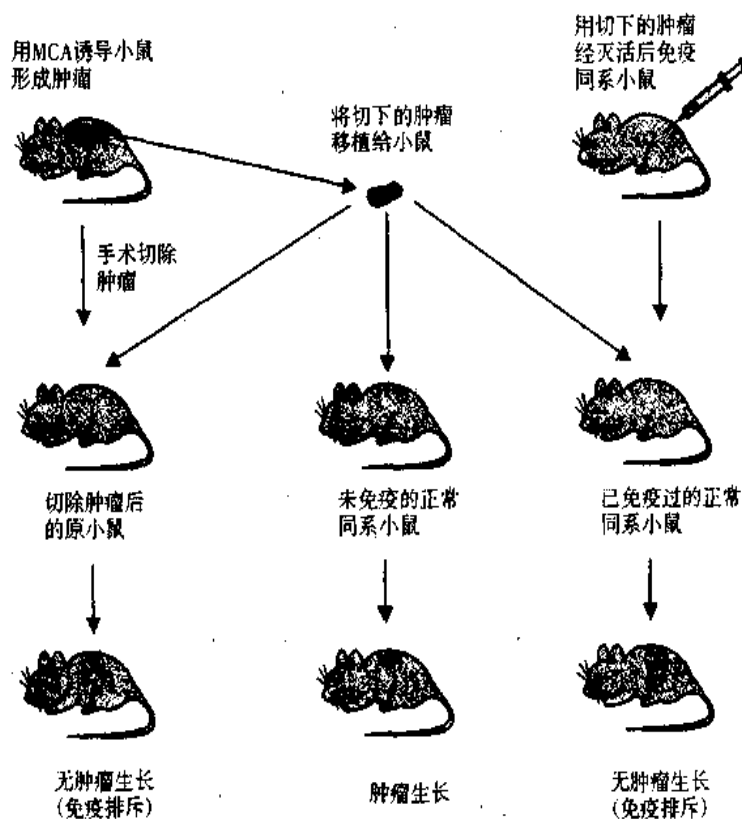 用MCA诱导小鼠
形成肿瘤
将切下的肿瘤
移植给小鼠
用切下的肿瘤
经灭活后免疫
同系小鼠
手术切除
肿瘤
切除肿瘤后
的原小鼠
未免疫的正常
同系小鼠
已免疫过的正常
同系小鼠
无肿瘤生长
(免疫排斥)
肿瘤生长
无肿瘤生长
(免疫排斥)